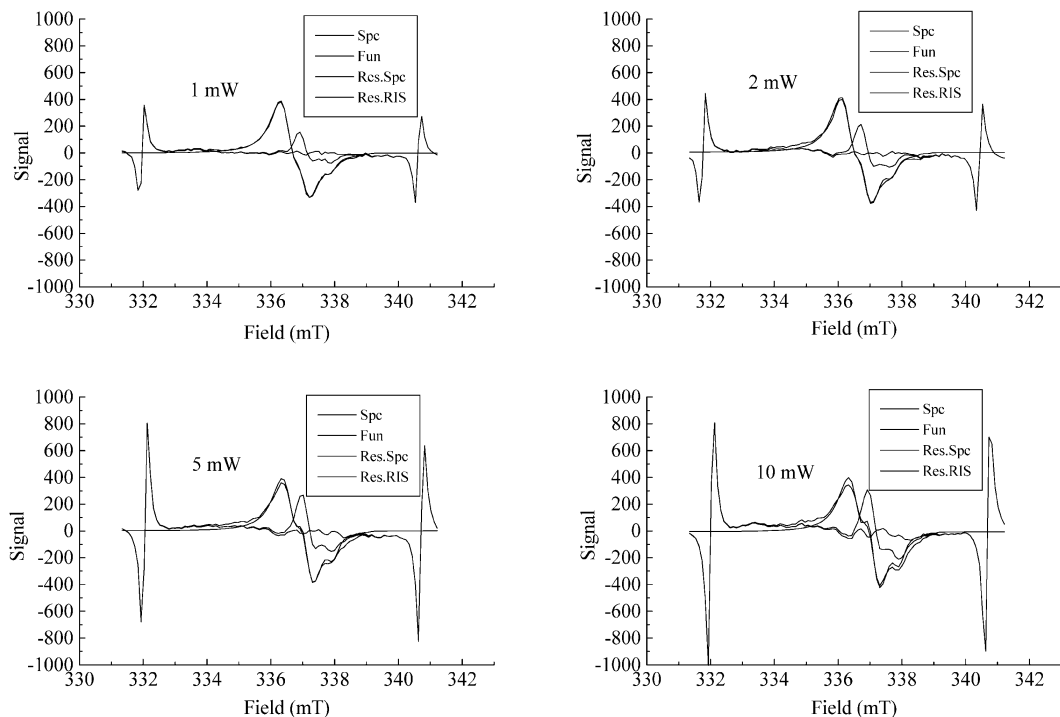 1000
800
600
400
200
0
-200
-400
-600
-800
-1000
Signal
330
332
334
336
338
340
342
Field (mT)
1 mW
Spc
Fun
Res.Spc
Res.RIS
1000
800
600
400
200
0
-200
-400
-600
-800
-1000
Signal
330
332
334
336
338
340
342
Field (mT)
2 mW
Spc
Fun
Res.Spc
Res.RIS
1000
800
600
400
200
0
-200
-400
-600
-800
-1000
Signal
330
332
334
336
338
340
342
Field (mT)
5 mW
Spc
Fun
Res.Spc
Res.RIS
1000
800
600
400
200
0
-200
-400
-600
-800
-1000
Signal
330
332
334
336
338
340
342
Field (mT)
10 mW
Spc
Fun
Res.Spc
Res.RIS